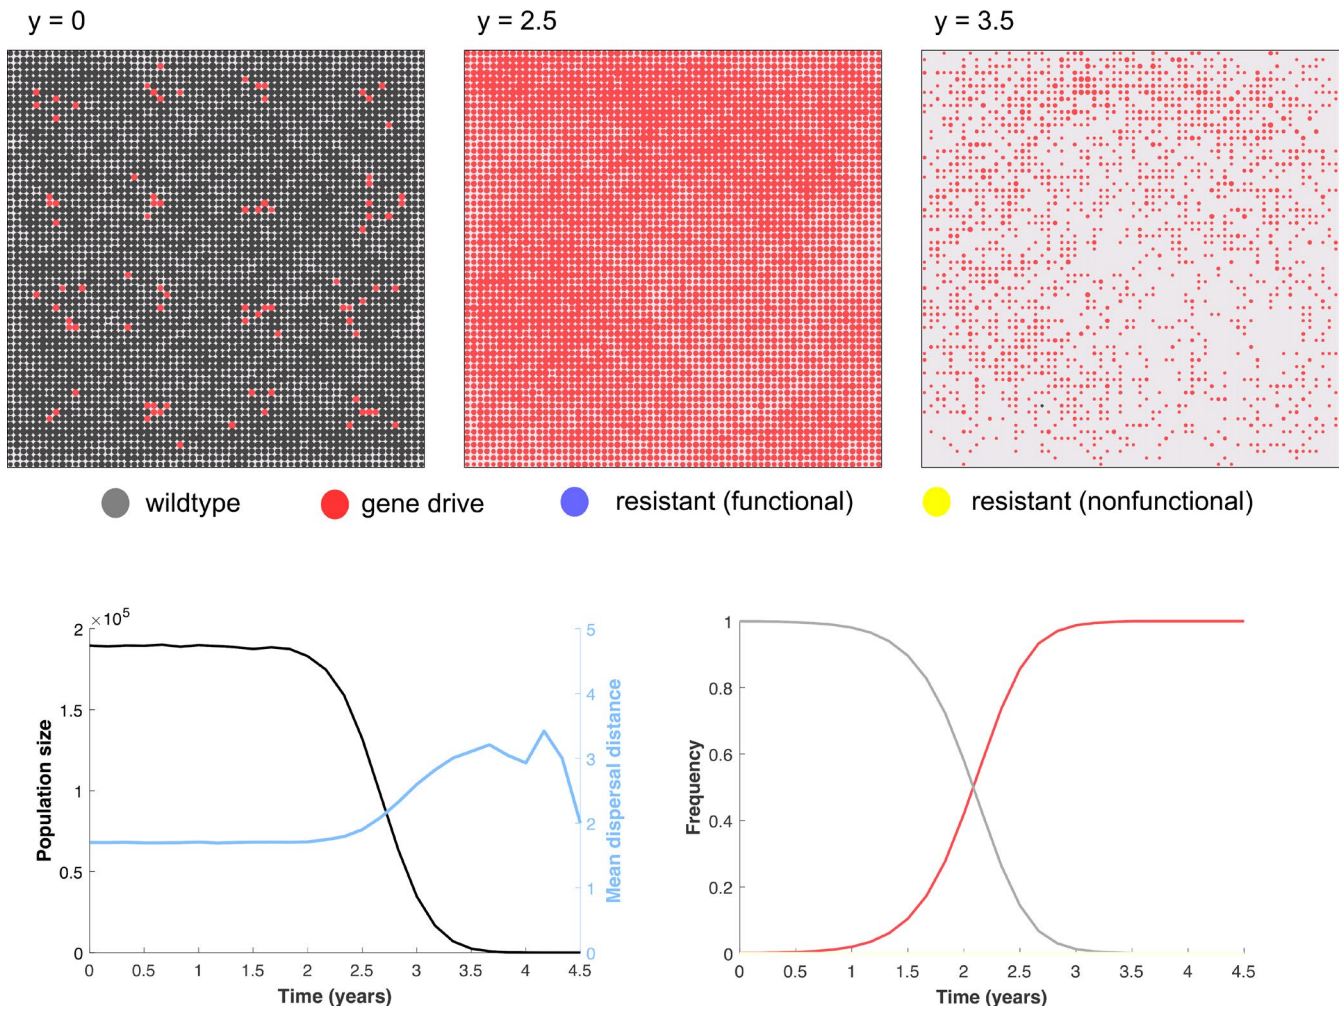 y = 0
y = 2.5
y = 3.5
wildtype
gene drive
resistant (functional)
resistant (nonfunctional)
×10⁵
2
1.5
1
0.5
0
Population size
5
4
3
2
1
0
Mean dispersal distance
0 0.5 1 1.5 2 2.5 3 3.5 4 4.5
Time (years)
1
0.8
0.6
0.4
0.2
0
Frequency
0 0.5 1 1.5 2 2.5 3 3.5 4 4.5
Time (years)